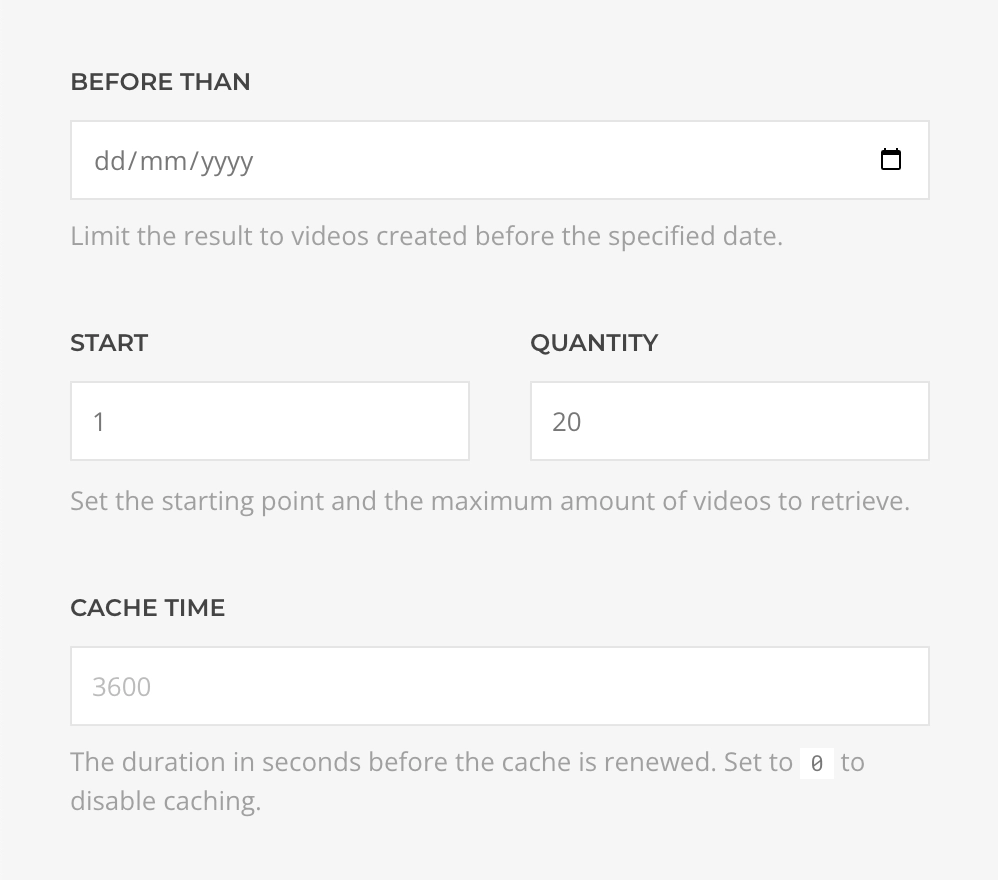 BEFORE THAN
dd/mm/yyyy
Limit the result to videos created before the specified date.
START
QUANTITY
1
20
Set the starting point and the maximum amount of videos to retrieve.
CACHE TIME
3600
The duration in seconds before the cache is renewed. Set to 0 to
disable caching.